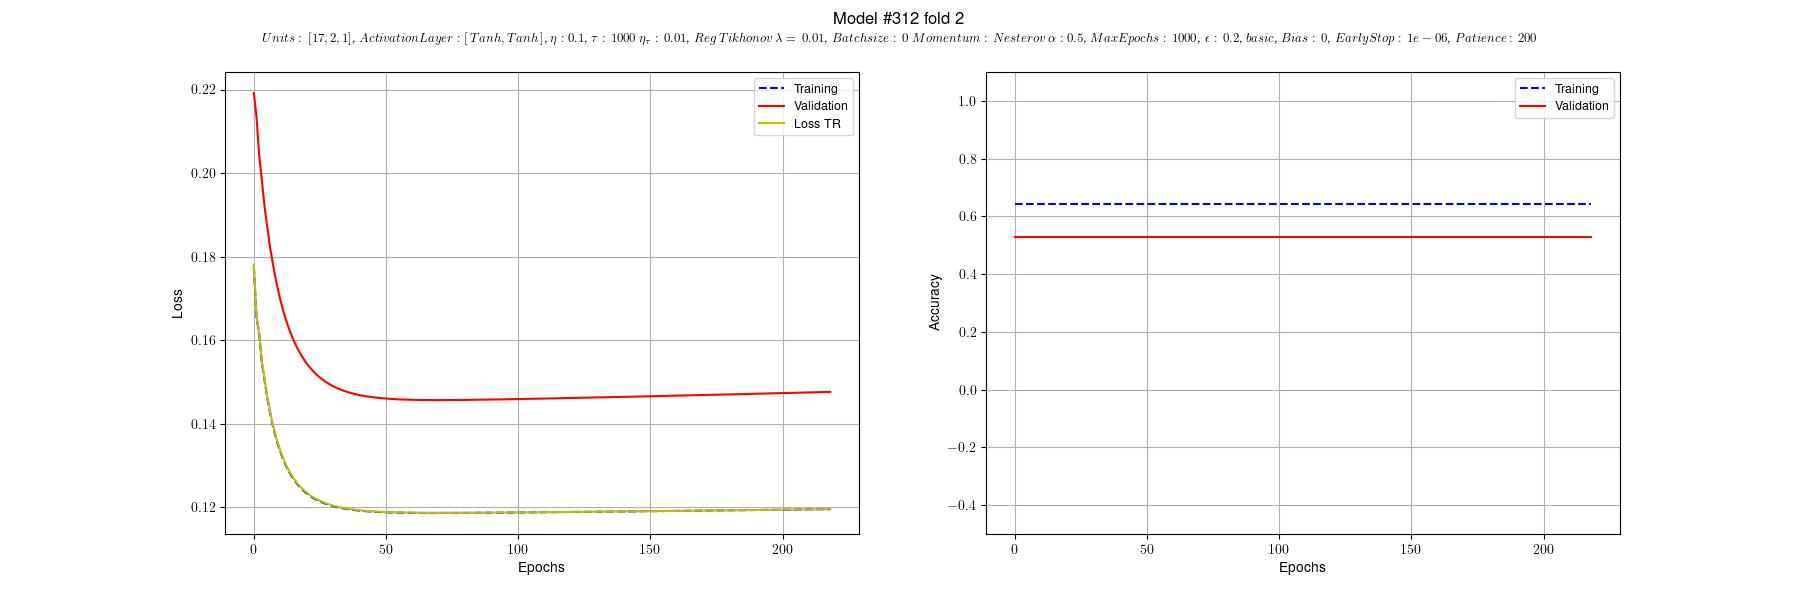 Model #312 fold 2
Units : [17, 2, 1], ActivationLayer : [Tanh, Tanh], η : 0.1, τ : 1000 ητ : 0.01, Reg Tikhonov λ = 0.01, Batchsize : 0 Momentum : Nesterov α : 0.5, MaxEpochs : 1000, ϵ : 0.2, basic, Bias : 0, EarlyStop : 1e − 06, Patience : 200
Loss
0.22
0.20
0.18
0.16
0.14
0.12
0 50 100 150 200
Epochs
Training
Validation
Loss TR
Accuracy
1.0
0.8
0.6
0.4
0.2
0.0
−0.2
−0.4
0 50 100 150 200
Epochs
Training
Validation